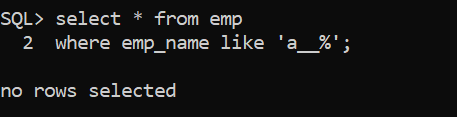 SQL> select * from emp
  2  where emp_name like 'a__%';
no rows selected